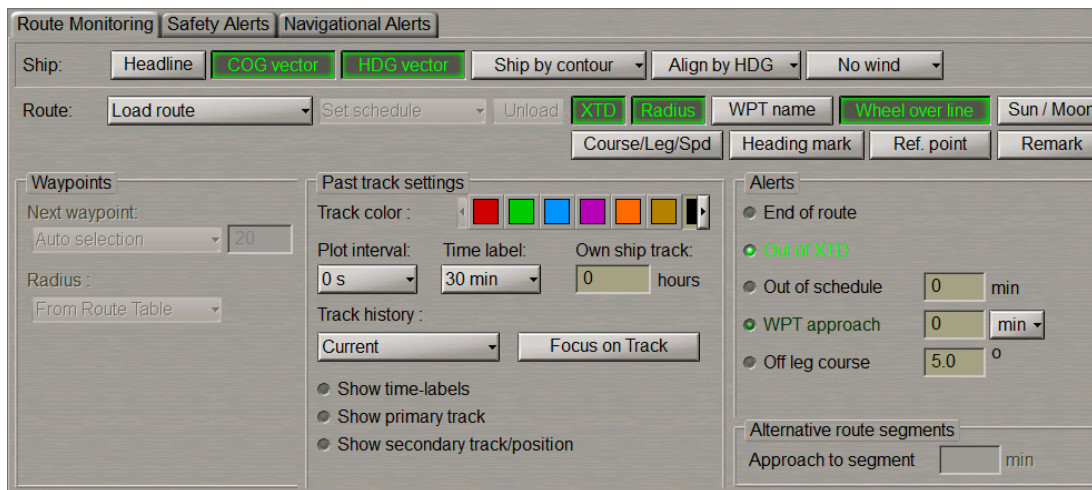 Route Monitoring Safety Alerts Navigational Alerts
Ship: Headline COG vector HDG vector Ship by contour Align by HDG No wind
Route: Load route Set schedule Unload XTD Radius WPT name Wheel over line Sun / Moon
Course/Leg/Spd Heading mark Ref. point Remark
Waypoints
Next waypoint:
Auto selection 20
Radius :
From Route Table
Past track settings
Track color :
Plot interval: Time label: Own ship track:
0 s 30 min 0 hours
Track history :
Current Focus on Track
Show time-labels
Show primary track
Show secondary track/position
Alerts
End of route
Out of XTD
Out of schedule 0 min
WPT approach 0 min
Off leg course 5.0 o
Alternative route segments
Approach to segment min